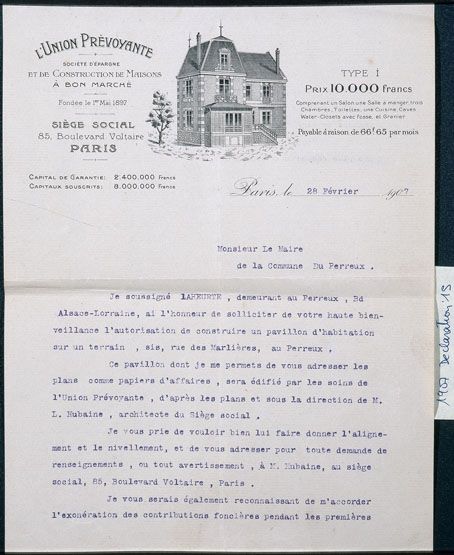 L'UNION PRÉVOYANTE
SOCIÉTÉ D'ÉPARGNE
ET DE CONSTRUCTION DE MAISONS
A BON MARCHÉ
Fondée le 1er Mai 1897
SIÈGE SOCIAL
85, Boulevard Voltaire
PARIS
CAPITAL DE GARANTIE: 2.400,000 Francs
CAPITAUX SOUSCRITS: 8.000,000 Francs
TYPE I
PRIX 10.000 francs
Comprenant un Salon une Salle à manger, trois
Chambres, Toilettes, une Cuisine, Caves
Water-Closets avec fosse, et Grenier
Payable à raison de 66f65 par mois
Paris, le 28 Février 1907
Monsieur Le Maire
de la Commune Du Perreux .
Je soussigné LAHEURTE , demeurant au Perreux , Bd
Alsace-Lorraine, ai l'honneur de solliciter de votre haute bien-
veillance l'autorisation de construire un pavillon d'habitation
sur un terrain , sis, rue des Marlières, au Perreux .
Ce pavillon dont je me permets de vous adresser les
plans comme papiers d'affaires , sera édifié par les soins de
l'Union Prévoyante , d'après les plans et sous la direction de M.
L. Hubaine , architecte du Siège social .
Je vous prie de vouloir bien lui faire donner l'aligne-
ment et le nivellement, et de vous adresser pour toute demande de
renseignements , ou tout avertissement , à M. Hubaine, au siège
social, 85, Boulevard Voltaire , Paris .
Je vous serais également reconnaissant de m'accorder
l'exonération des contributions foncières pendant les premières
1907 Declaration 15